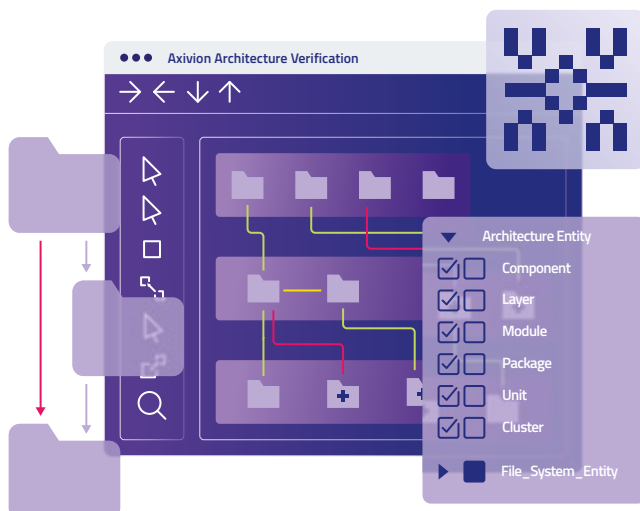 Axivion Architecture Verification
Architecture Entity
Component
Layer
Module
Package
Unit
Cluster
File_System_Entity